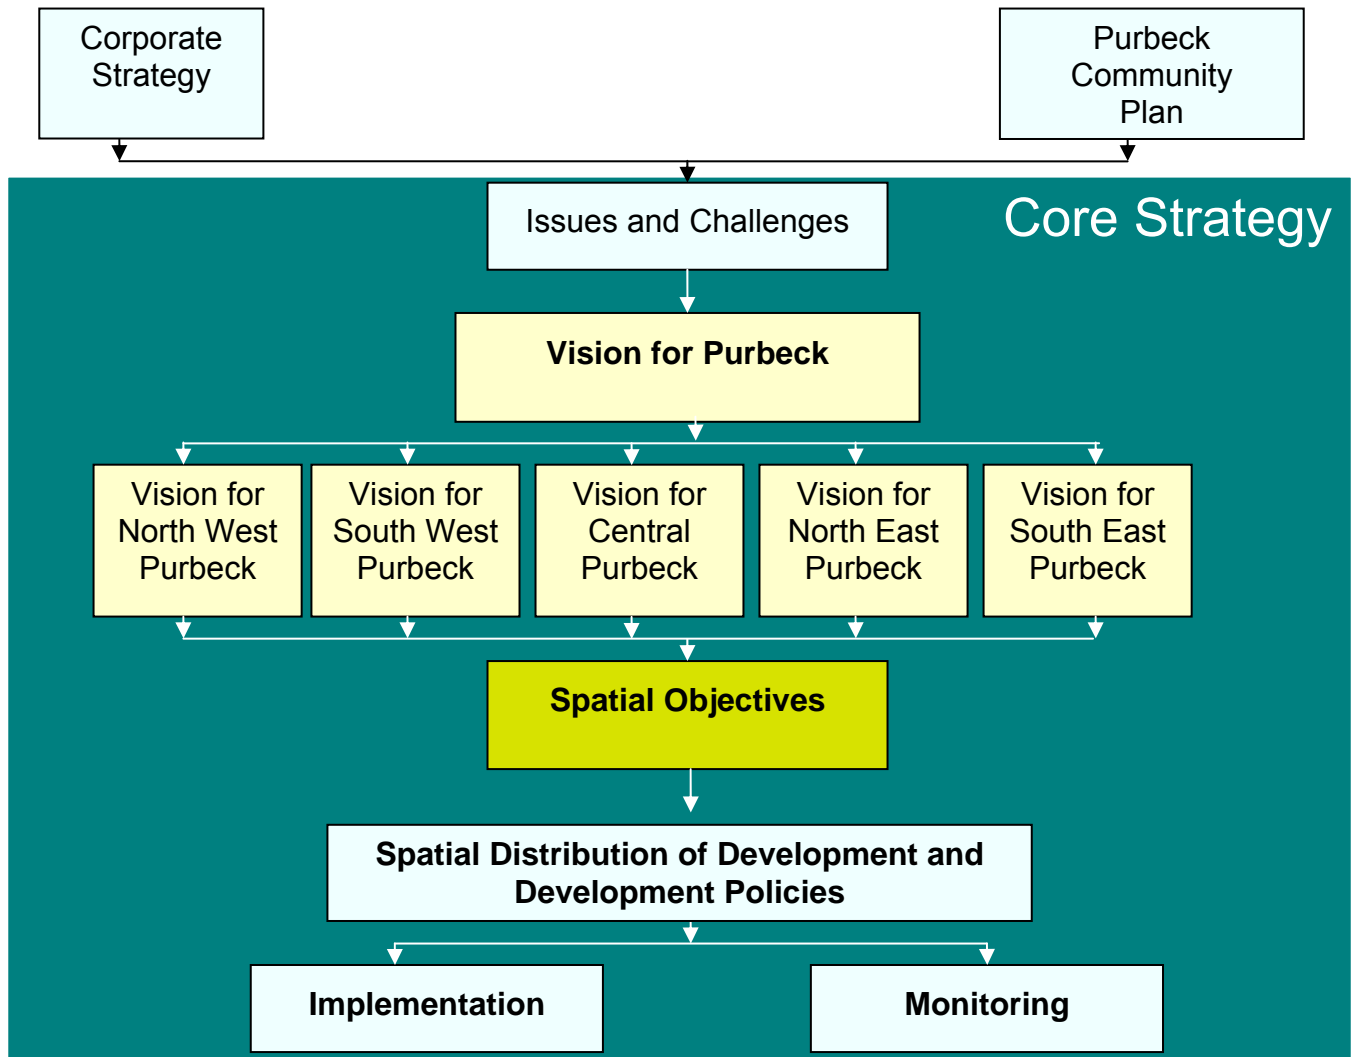 Corporate
Strategy
Purbeck
Community
Plan
Core Strategy
Issues and Challenges
Vision for Purbeck
Vision for
North West
Purbeck
Vision for
South West
Purbeck
Vision for
Central
Purbeck
Vision for
North East
Purbeck
Vision for
South East
Purbeck
Spatial Objectives
Spatial Distribution of Development and
Development Policies
Implementation
Monitoring